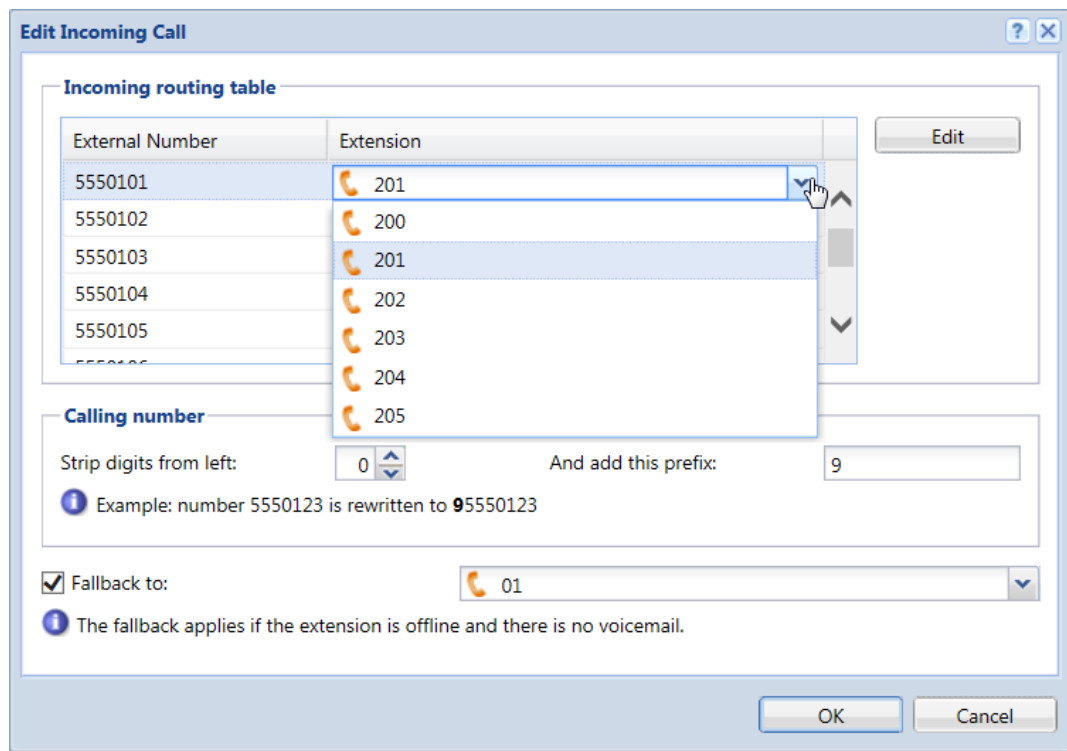 Edit Incoming Call ?
Incoming routing table
External Number Extension
Edit
5550101 201
5550102 200
5550103 201
5550104 202
5550105 203
204
205
Calling number
Strip digits from left: 0 And add this prefix: 9
Example: number 5550123 is rewritten to 95550123
Fallback to: 01
The fallback applies if the extension is offline and there is no voicemail.
OK Cancel